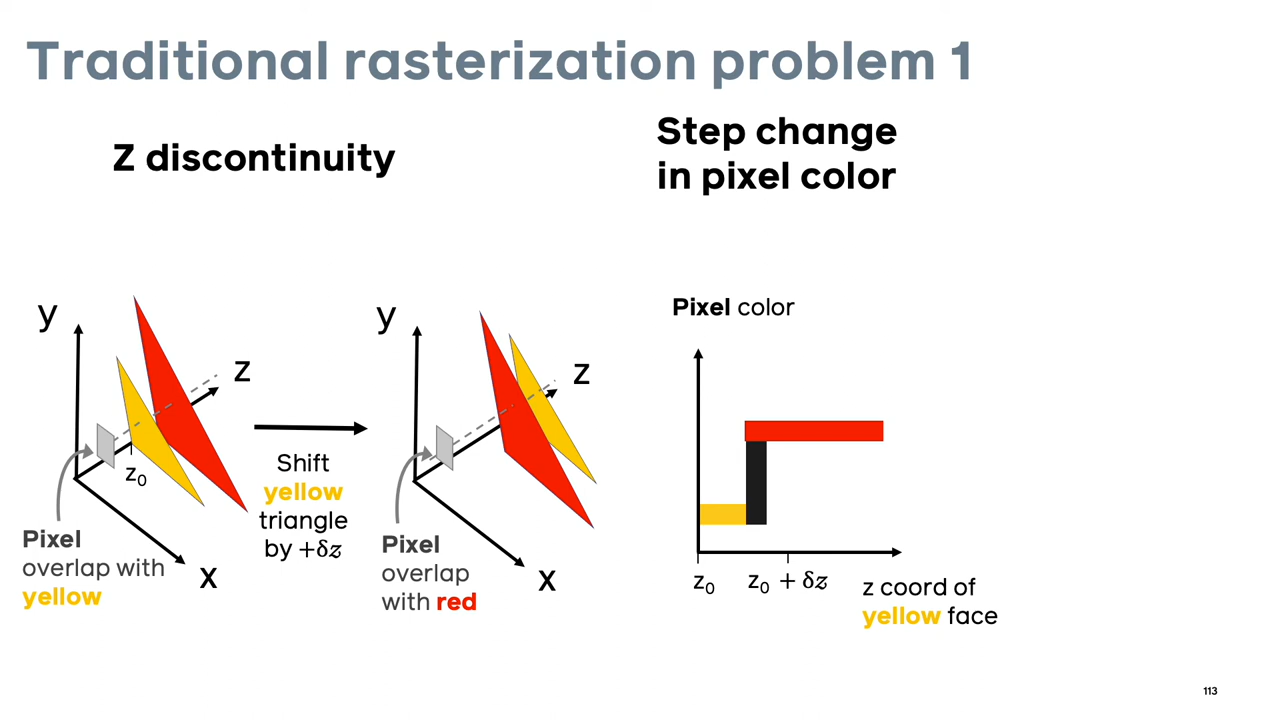 Traditional rasterization problem 1
Z discontinuity
Step change
in pixel color
y
z
z₀
x
Pixel
overlap with
yellow
Shift
yellow
triangle
by +δz
y
z
x
Pixel
overlap
with red
Pixel color
z₀
z₀ + δz
z coord of
yellow face
113